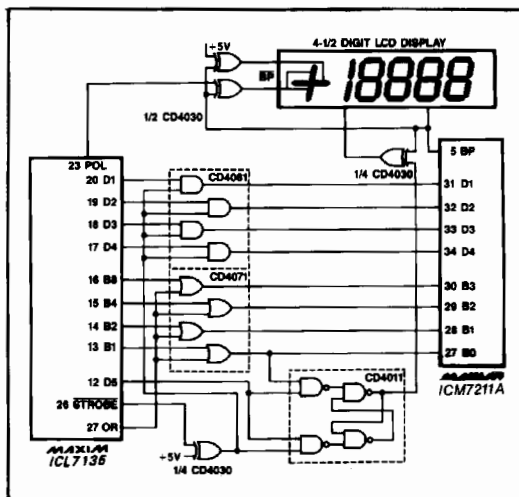 4-1/2 DIGIT LCD DISPLAY
+5V
BP
+18888
1/2 CD4030
23 POL
5 BP
1/4 CD4030
20 D1
CD4081
31 D1
19 D2
32 D2
18 D3
33 D3
17 D4
34 D4
16 B8
CD4071
30 B3
15 B4
29 B2
14 B2
28 B1
13 B1
27 B0
12 D5
CD4011
MAXIM
ICM7211A
26 STROBE
27 OR
+5V
1/4 CD4030
MAXIM
ICL7135